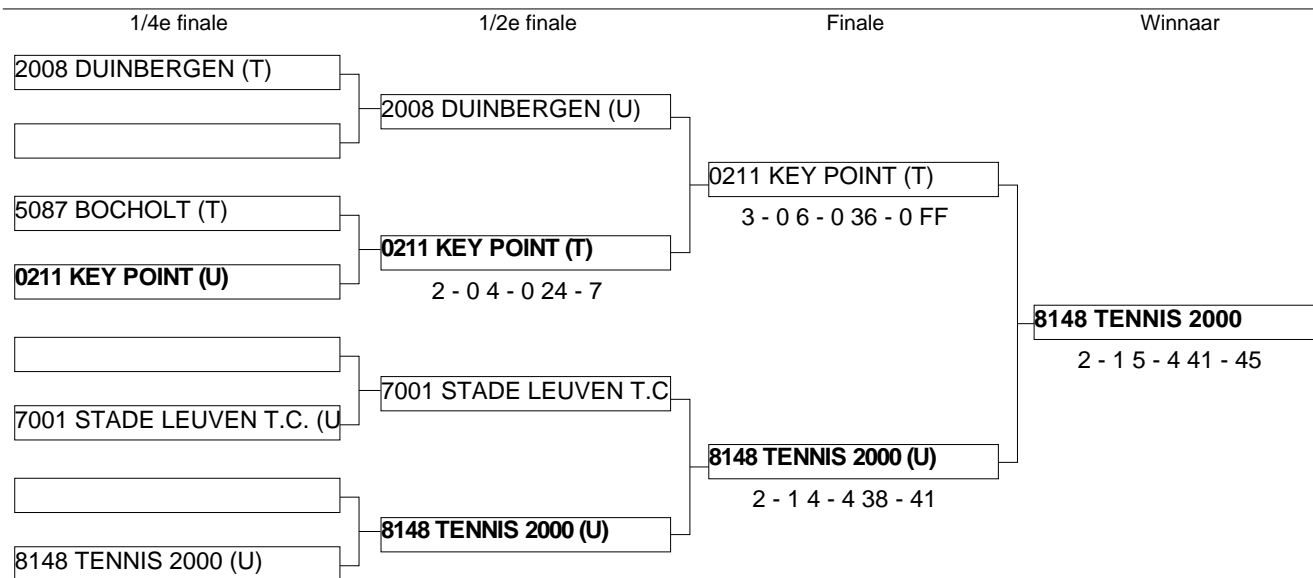 1/4e finale 1/2e finale Finale Winnaar
2008 DUINBERGEN (T)
2008 DUINBERGEN (U)
0211 KEY POINT (T)
3 - 0 6 - 0 36 - 0 FF
5087 BOCHOLT (T)
0211 KEY POINT (T)
0211 KEY POINT (U)
2 - 0 4 - 0 24 - 7
8148 TENNIS 2000
2 - 1 5 - 4 41 - 45
7001 STADE LEUVEN T.C
7001 STADE LEUVEN T.C. (U
8148 TENNIS 2000 (U)
2 - 1 4 - 4 38 - 41
8148 TENNIS 2000 (U)
8148 TENNIS 2000 (U)